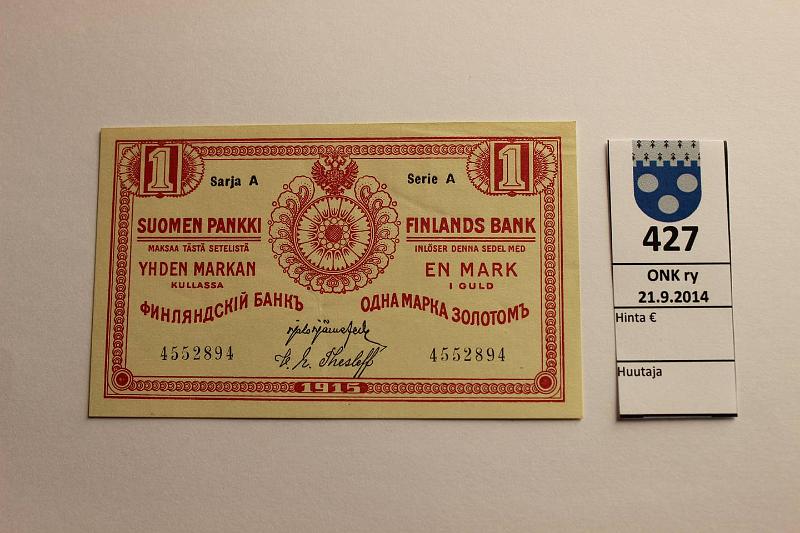 1 Sarja A Serie A 1
SUOMEN PANKKI FINLANDS BANK
MAKSAA TÄSTÄ SETELISTÄ INLÖSER DENNA SEDEL MED
YHDEN MARKAN EN MARK
KULLASSA I GULD
ФИНЛЯНДСКІЙ БАНКЪ ОДНА МАРКА ЗОЛОТОМЪ
4552894 Thesleff 4552894
1915
427
ONK ry
21.9.2014
Hinta €
Huutaja